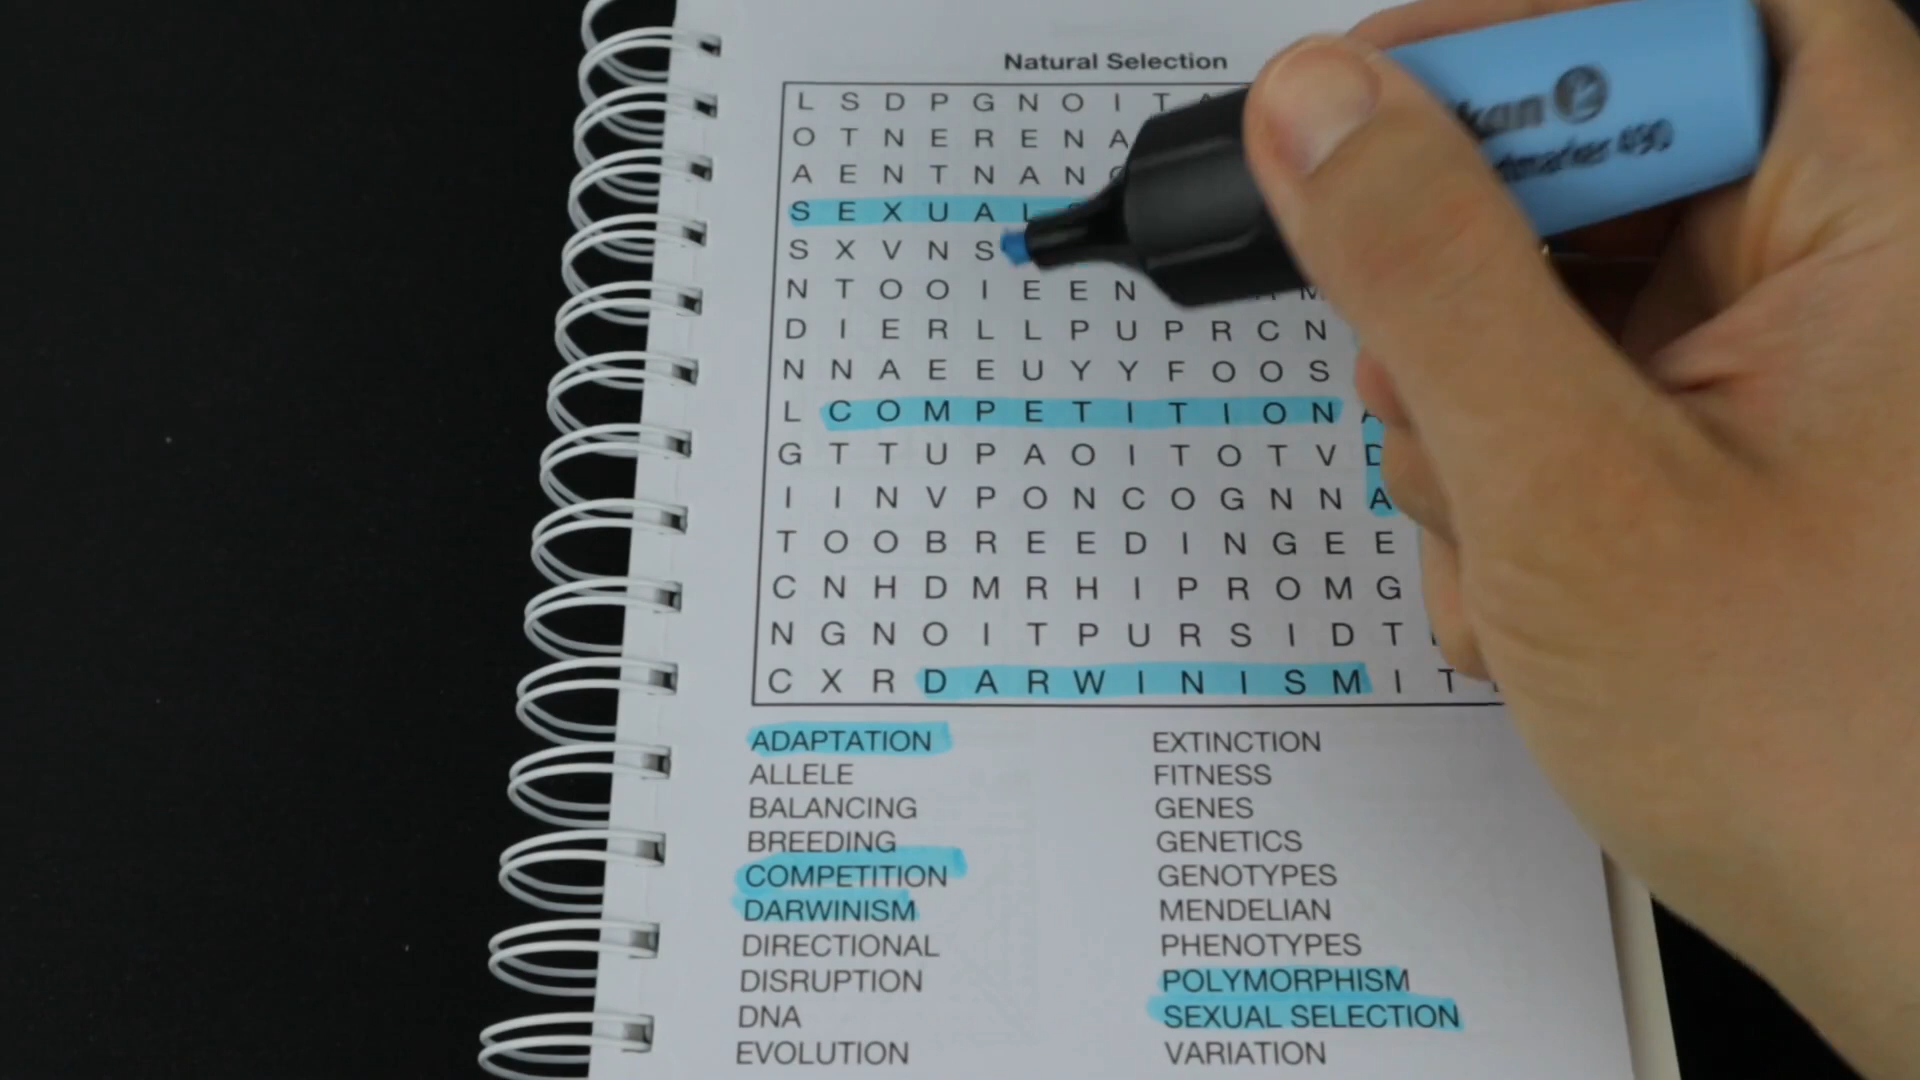 Natural Selection
L S D P G N O I T A
O T N E R E N A
A E N T N A N
S E X U A L
S X V N S
N T O O I E E N M
D I E R L L P U P R C N
N N A E E U Y Y F O O S
L C O M P E T I T I O N A
G T T U P A O I T O T V D
I I N V P O N C O G N N A
T O O B R E E D I N G E E
C N H D M R H I P R O M G
N G N O I T P U R S I D T
C X R D A R W I N I S M I T
ADAPTATION
ALLELE
BALANCING
BREEDING
COMPETITION
DARWINISM
DIRECTIONAL
DISRUPTION
DNA
EVOLUTION
EXTINCTION
FITNESS
GENES
GENETICS
GENOTYPES
MENDELIAN
PHENOTYPES
POLYMORPHISM
SEXUAL SELECTION
VARIATION
490